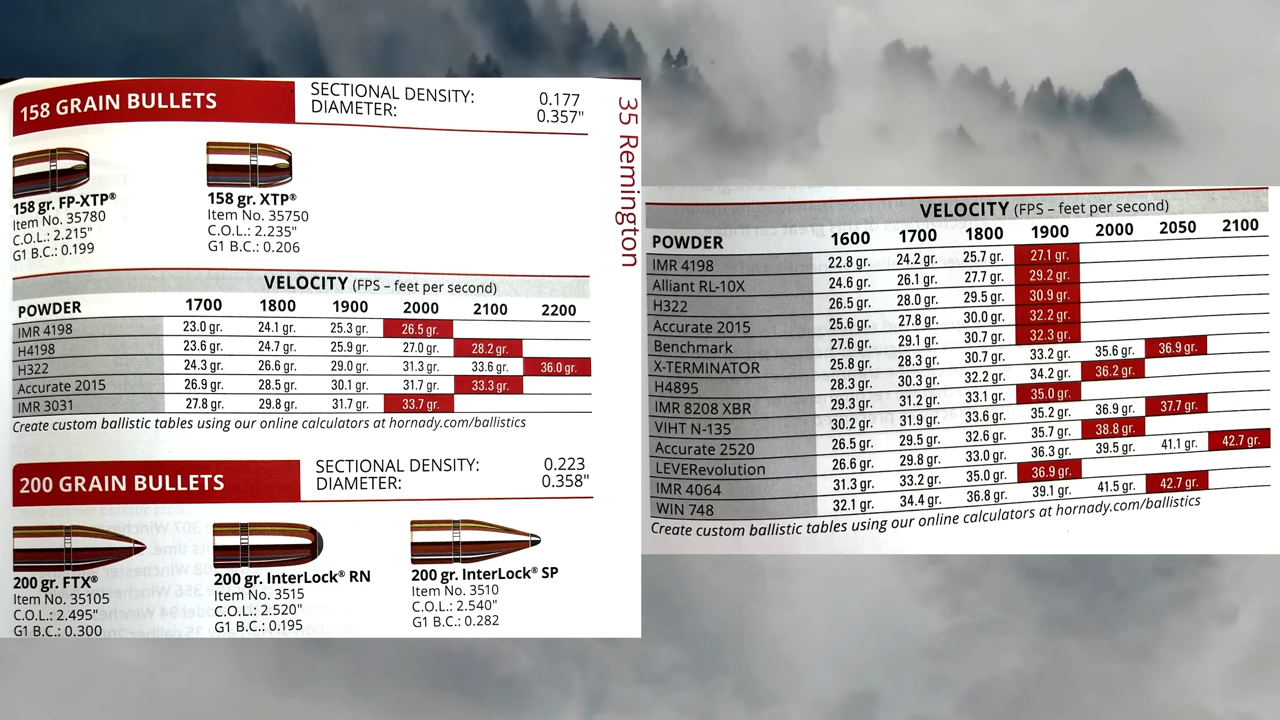 158 GRAIN BULLETS
SECTIONAL DENSITY: 0.177
DIAMETER: 0.357"
35 Remington
158 gr. FP-XTP®
Item No. 35780
C.O.L.: 2.215"
G1 B.C.: 0.199
158 gr. XTP®
Item No. 35750
C.O.L.: 2.235"
G1 B.C.: 0.206
VELOCITY (FPS – feet per second)
POWDER 1700 1800 1900 2000 2100 2200
IMR 4198 23.0 gr. 24.1 gr. 25.3 gr. 26.5 gr.
H4198 23.6 gr. 24.7 gr. 25.9 gr. 27.0 gr. 28.2 gr.
H322 24.3 gr. 26.6 gr. 29.0 gr. 31.3 gr. 33.6 gr. 36.0 gr.
Accurate 2015 26.9 gr. 28.5 gr. 30.1 gr. 31.7 gr. 33.3 gr.
IMR 3031 27.8 gr. 29.8 gr. 31.7 gr. 33.7 gr.
Create custom ballistic tables using our online calculators at hornady.com/ballistics
200 GRAIN BULLETS
SECTIONAL DENSITY: 0.223
DIAMETER: 0.358"
200 gr. FTX®
Item No. 35105
C.O.L.: 2.495"
G1 B.C.: 0.300
200 gr. InterLock® RN
Item No. 3515
C.O.L.: 2.520"
G1 B.C.: 0.195
200 gr. InterLock® SP
Item No. 3510
C.O.L.: 2.540"
G1 B.C.: 0.282
VELOCITY (FPS – feet per second)
POWDER 1600 1700 1800 1900 2000 2050 2100
IMR 4198 22.8 gr. 24.2 gr. 25.7 gr. 27.1 gr.
Alliant RL-10X 24.6 gr. 26.1 gr. 27.7 gr. 29.2 gr.
H322 26.5 gr. 28.0 gr. 29.5 gr. 30.9 gr.
Accurate 2015 25.6 gr. 27.8 gr. 30.0 gr. 32.2 gr.
Benchmark 27.6 gr. 29.1 gr. 30.7 gr. 32.3 gr.
X-TERMINATOR 25.8 gr. 28.3 gr. 30.7 gr. 33.2 gr. 35.6 gr. 36.9 gr.
H4895 28.3 gr. 30.3 gr. 32.2 gr. 34.2 gr. 36.2 gr.
IMR 8208 XBR 29.3 gr. 31.2 gr. 33.1 gr. 35.0 gr.
VIHT N-135 30.2 gr. 31.9 gr. 33.6 gr. 35.2 gr. 36.9 gr. 37.7 gr.
Accurate 2520 26.5 gr. 29.5 gr. 32.6 gr. 35.7 gr. 38.8 gr.
LEVERevolution 26.6 gr. 29.8 gr. 33.0 gr. 36.3 gr. 39.5 gr. 41.1 gr. 42.7 gr.
IMR 4064 31.3 gr. 33.2 gr. 35.0 gr. 36.9 gr.
WIN 748 32.1 gr. 34.4 gr. 36.8 gr. 39.1 gr. 41.5 gr. 42.7 gr.
Create custom ballistic tables using our online calculators at hornady.com/ballistics